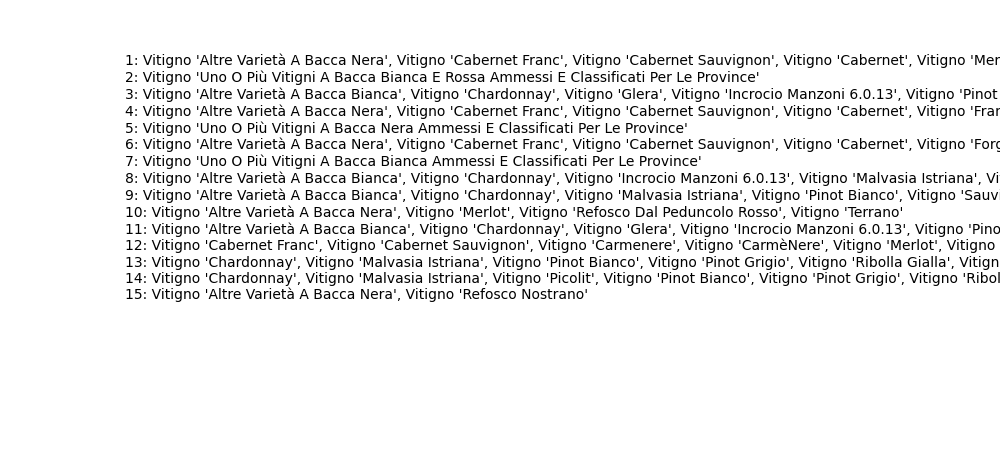 1: Vitigno 'Altre Varietà A Bacca Nera', Vitigno 'Cabernet Franc', Vitigno 'Cabernet Sauvignon', Vitigno 'Cabernet', Vitigno
2: Vitigno 'Uno O Più Vitigni A Bacca Bianca E Rossa Ammessi E Classificati Per Le Province'
3: Vitigno 'Altre Varietà A Bacca Bianca', Vitigno 'Chardonnay', Vitigno 'Glera', Vitigno 'Incrocio Manzoni 6.0.13', Vitigno 'Pinot
4: Vitigno 'Altre Varietà A Bacca Nera', Vitigno 'Cabernet Franc', Vitigno 'Cabernet Sauvignon', Vitigno 'Cabernet', Vitigno
5: Vitigno 'Uno O Più Vitigni A Bacca Nera Ammessi E Classificati Per Le Province'
6: Vitigno 'Altre Varietà A Bacca Nera', Vitigno 'Cabernet Franc', Vitigno 'Cabernet Sauvignon', Vitigno 'Cabernet', Vitigno
7: Vitigno 'Uno O Più Vitigni A Bacca Bianca Ammessi E Classificati Per Le Province'
8: Vitigno 'Altre Varietà A Bacca Bianca', Vitigno 'Chardonnay', Vitigno 'Incrocio Manzoni 6.0.13', Vitigno 'Malvasia Istriana',
9: Vitigno 'Altre Varietà A Bacca Bianca', Vitigno 'Chardonnay', Vitigno 'Malvasia Istriana', Vitigno 'Pinot Bianco', Vitigno
10: Vitigno 'Altre Varietà A Bacca Nera', Vitigno 'Merlot', Vitigno 'Refosco Dal Peduncolo Rosso', Vitigno 'Terrano'
11: Vitigno 'Altre Varietà A Bacca Bianca', Vitigno 'Chardonnay', Vitigno 'Glera', Vitigno 'Incrocio Manzoni 6.0.13', Vitigno
12: Vitigno 'Cabernet Franc', Vitigno 'Cabernet Sauvignon', Vitigno 'Carmenere', Vitigno 'CarmèNere', Vitigno 'Merlot', Vitigno
13: Vitigno 'Chardonnay', Vitigno 'Malvasia Istriana', Vitigno 'Pinot Bianco', Vitigno 'Pinot Grigio', Vitigno 'Ribolla Gialla',
14: Vitigno 'Chardonnay', Vitigno 'Malvasia Istriana', Vitigno 'Picolit', Vitigno 'Pinot Bianco', Vitigno 'Pinot Grigio', Vitigno
15: Vitigno 'Altre Varietà A Bacca Nera', Vitigno 'Refosco Nostrano'